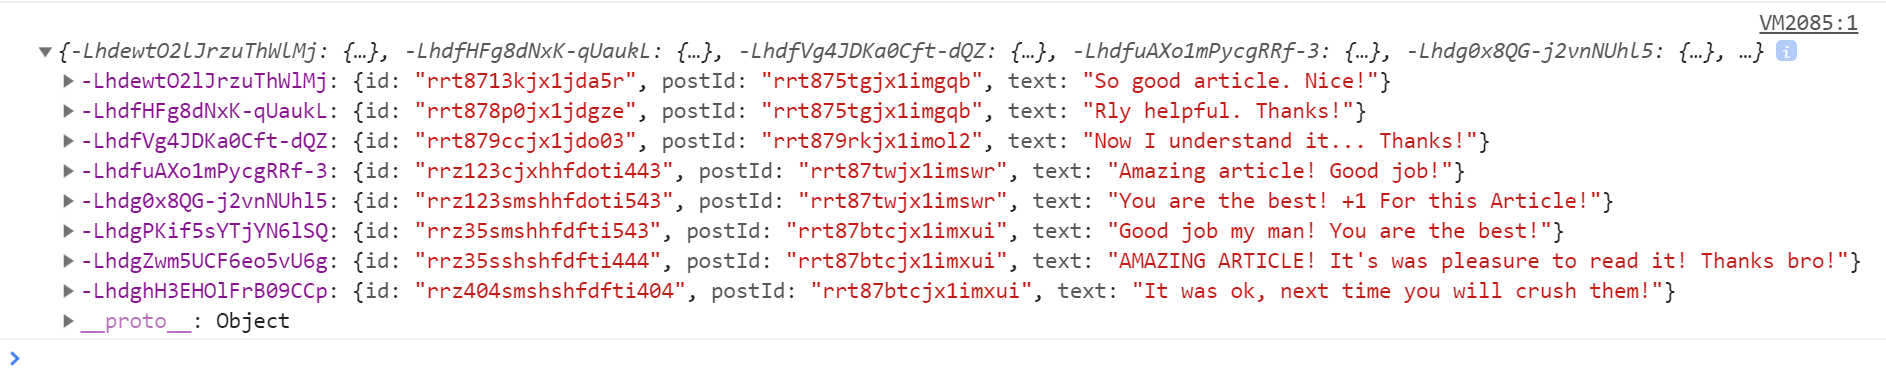 VM2085:1
▼{-LhdewtO2lJrzuThWlMj: {…}, -LhdfHFg8dNxK-qUaukL: {…}, -LhdfVg4JDKa0Cft-dQZ: {…}, -LhdfuAXo1mPycgRRf-3: {…}, -Lhdg0x8QG-j2vnNUhl5: {…}, …} i
▶-LhdewtO2lJrzuThWlMj: {id: "rrt8713kjx1jda5r", postId: "rrt875tgjx1imgqb", text: "So good article. Nice!"}
▶-LhdfHFg8dNxK-qUaukL: {id: "rrt878p0jx1jdgze", postId: "rrt875tgjx1imgqb", text: "Rly helpful. Thanks!"}
▶-LhdfVg4JDKa0Cft-dQZ: {id: "rrt879ccjx1jdo03", postId: "rrt879rkjx1imol2", text: "Now I understand it... Thanks!"}
▶-LhdfuAXo1mPycgRRf-3: {id: "rrz123cjxhhfdoti443", postId: "rrt87twjx1imswr", text: "Amazing article! Good job!"}
▶-Lhdg0x8QG-j2vnNUhl5: {id: "rrz123smshhfdoti543", postId: "rrt87twjx1imswr", text: "You are the best! +1 For this Article!"}
▶-LhdgPKif5sYTjYN6lSQ: {id: "rrz35smshhfdfti543", postId: "rrt87btcjx1imxui", text: "Good job my man! You are the best!"}
▶-LhdgZwm5UCF6eo5vU6g: {id: "rrz35sshshfdfti444", postId: "rrt87btcjx1imxui", text: "AMAZING ARTICLE! It's was pleasure to read it! Thanks bro!"}
▶-LhdghH3EHOlFrB09CCp: {id: "rrz404smshshfdfti404", postId: "rrt87btcjx1imxui", text: "It was ok, next time you will crush them!"}
▶__proto__: Object